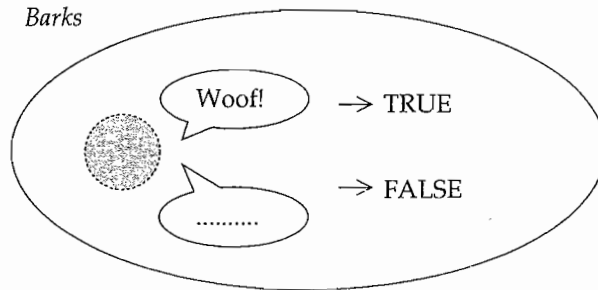 Barks
Woof!
→ TRUE
→ FALSE
..........